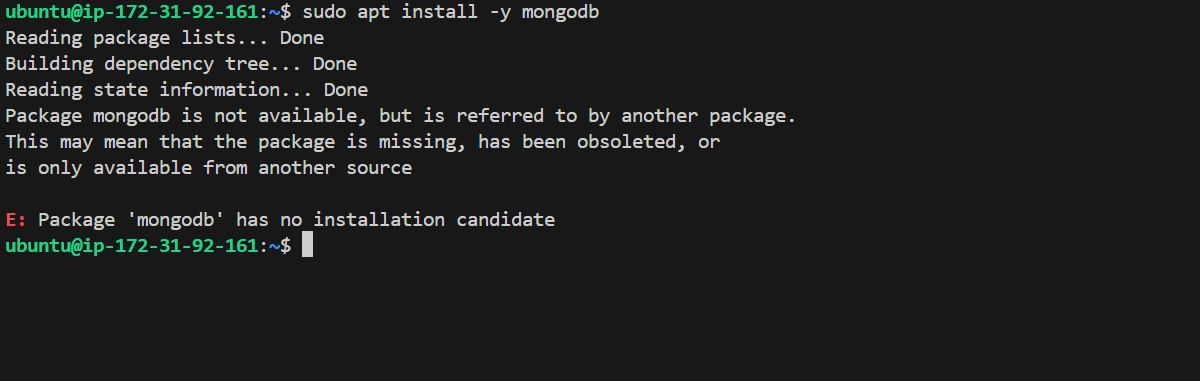 ubuntu@ip-172-31-92-161:~$ sudo apt install -y mongodb
Reading package lists... Done
Building dependency tree... Done
Reading state information... Done
Package mongodb is not available, but is referred to by another package.
This may mean that the package is missing, has been obsoleted, or
is only available from another source

E: Package 'mongodb' has no installation candidate
ubuntu@ip-172-31-92-161:~$